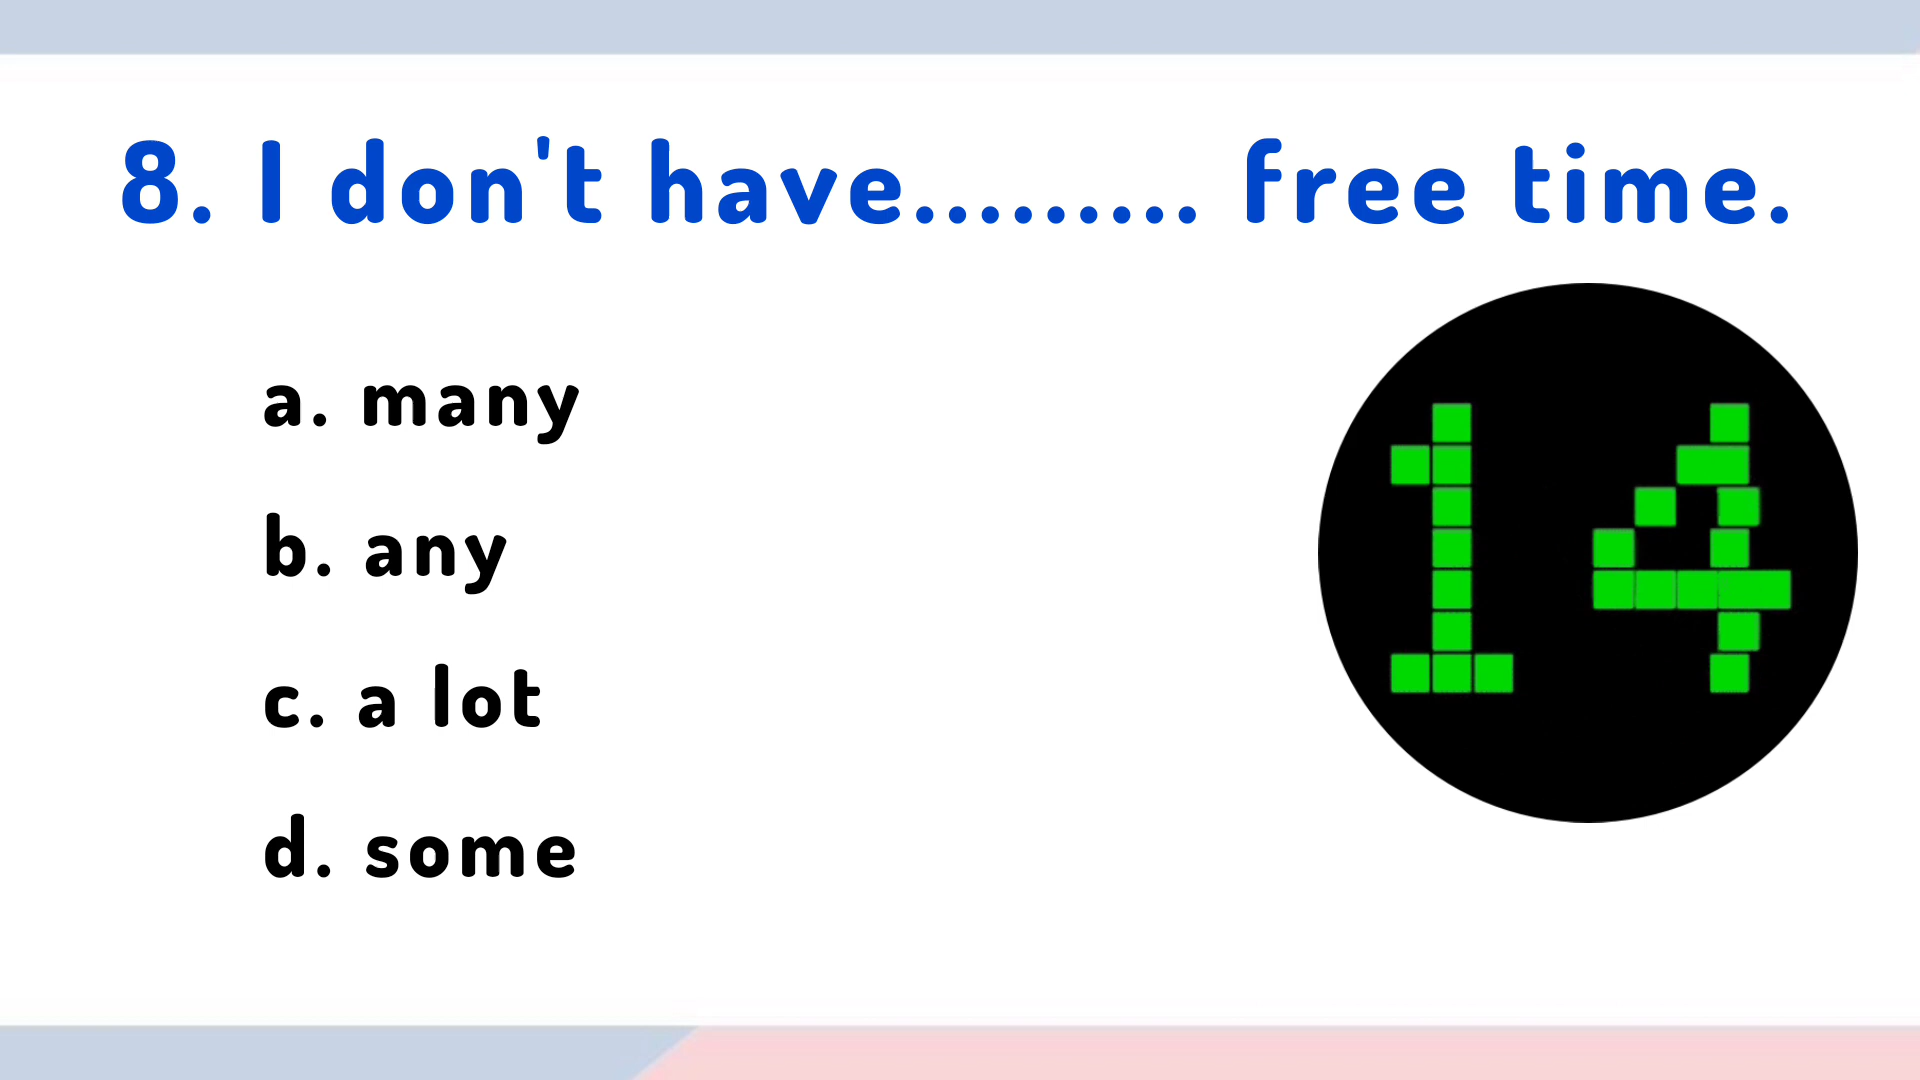 8. I don't have......... free time.
a. many
b. any
c. a lot
d. some
14